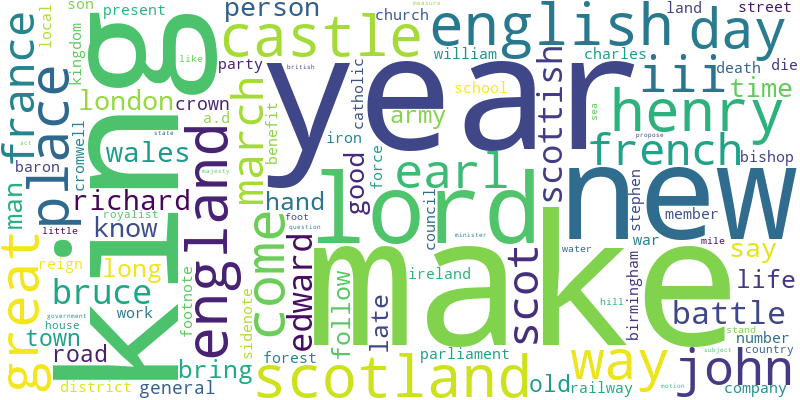 france
local
kingdom
son
present
person
church
english
land
street
day
castle
like
party
william
charles
death
die
measure
british
year
iii
scottish
catholic
london
crown
school
time
king
place
a.d
march
benefit
army
henry
iron
sea
propose
act
state
baron
cromwell
wales
england
good
force
french
bishop
majesty
man
richard
hand
earl
new
stephen
member
royalist
know
foot
lord
council
little
question
minister
war
mile
great
reign
long
footnote
sidenote
come
edward
follow
late
ireland
scot
water
birmingham
say
bruce
work
make
hill
life
government
town
house
battle
road
bring
forest
parliament
way
stand
number
subject
john
country
district
general
scotland
old
railway
motion
company